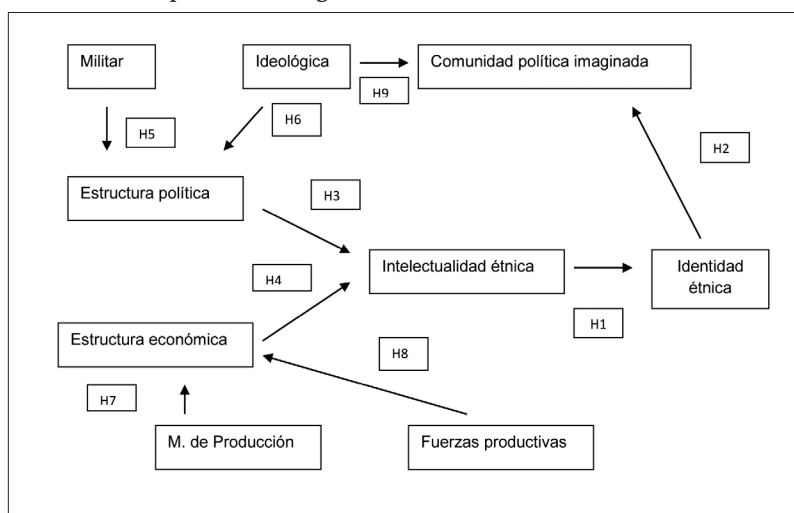 Militar
Ideológica
Comunidad política imaginada
H9
H5
H6
H2
Estructura política
H3
Intelectualidad étnica
Identidad
étnica
H4
H1
Estructura económica
H8
H7
M. de Producción
Fuerzas productivas